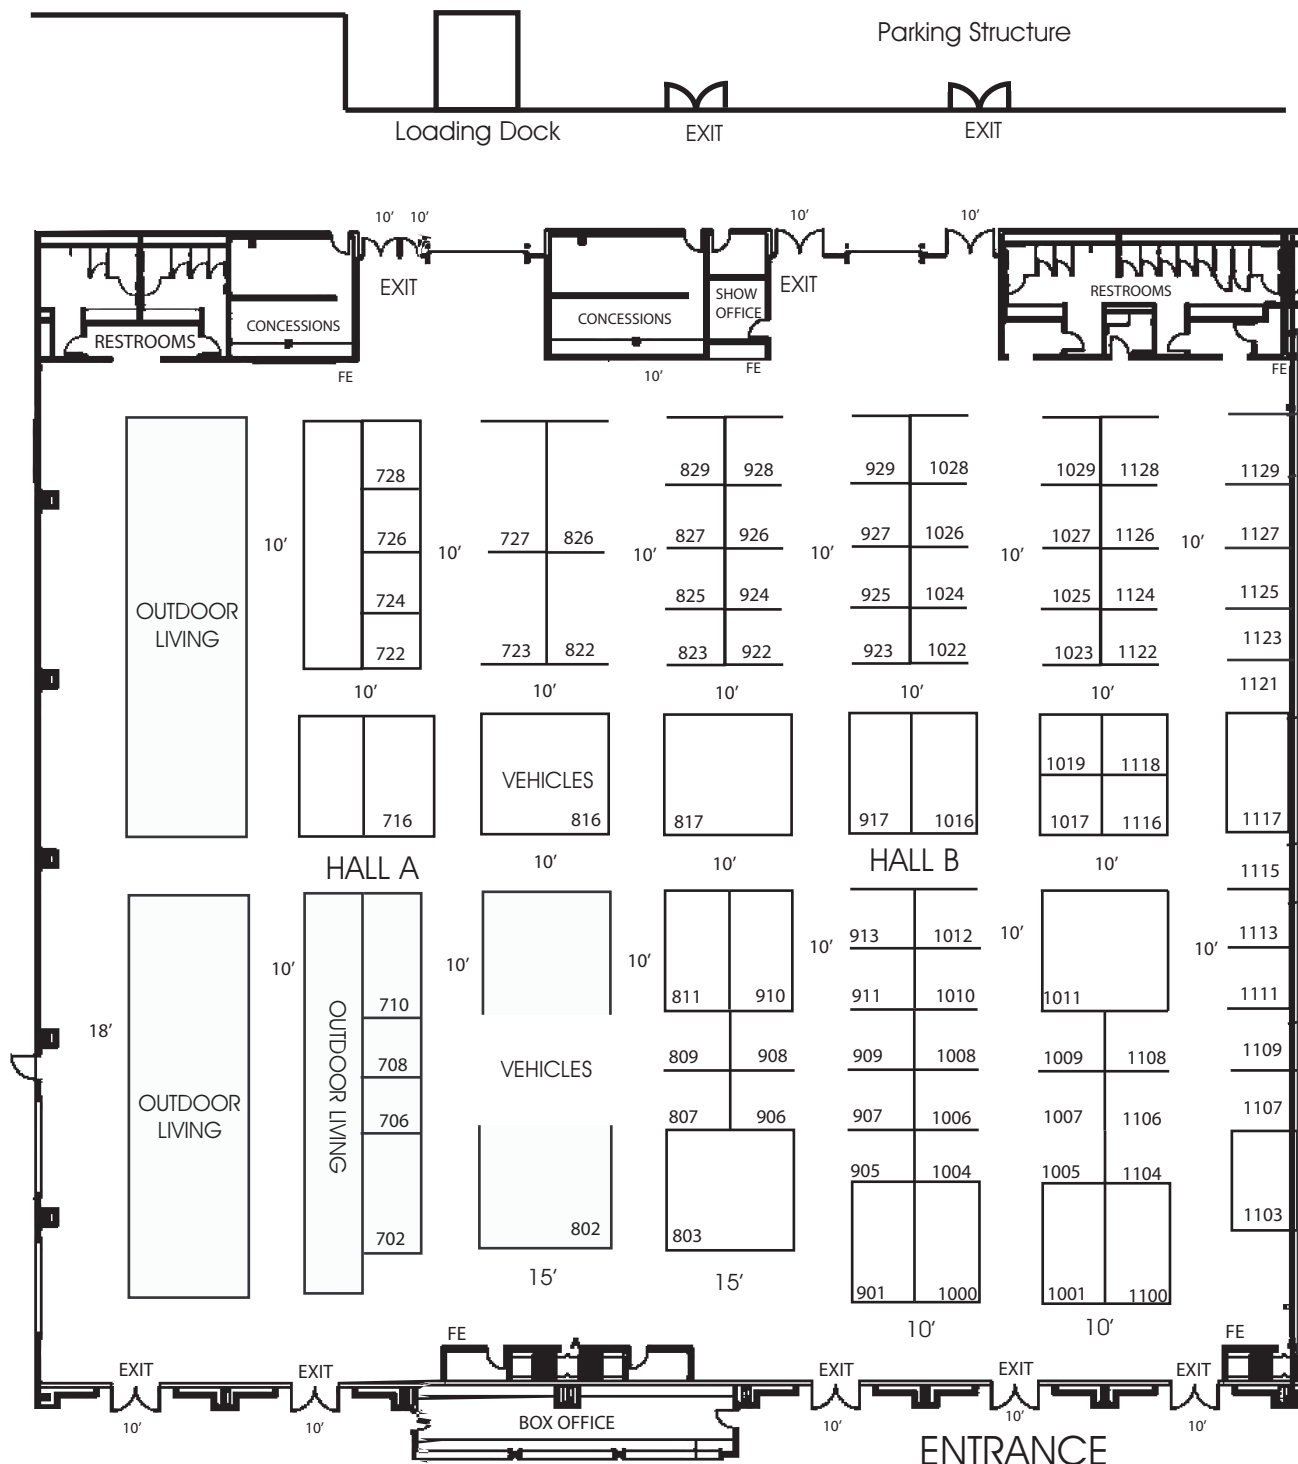 Parking Structure
Loading Dock
EXIT
EXIT
10' 10'
10'
10'
EXIT
EXIT
SHOW
OFFICE
RESTROOMS
CONCESSIONS
CONCESSIONS
RESTROOMS
FE
10'
FE
FE
728
829 928
929 1028
1029 1128
1129
10'
726
10'
727 826
10'
827 926
10'
927 1026
10'
1027 1126
10'
1127
OUTDOOR
LIVING
724
825 924
925 1024
1025 1124
1125
722
723 822
823 922
923 1022
1023 1122
1123
10'
10'
10'
10'
10'
1121
VEHICLES
716
816
817
917 1016
1019 1118
1017 1116
1117
HALL A
10'
10'
HALL B
10'
1115
10'
10'
10'
10'
913 1012
10'
10'
1113
710
811 910
911 1010
1011
1111
18'
OUTDOOR LIVING
708
VEHICLES
809 908
909 1008
1009 1108
1109
OUTDOOR
LIVING
706
807 906
907 1006
1007 1106
1107
905 1004
1005 1104
702
802
803
1103
15'
15'
901 1000
1001 1100
10'
10'
FE
FE
EXIT
EXIT
EXIT
EXIT
EXIT
10'
10'
BOX OFFICE
10'
10'
10'
ENTRANCE